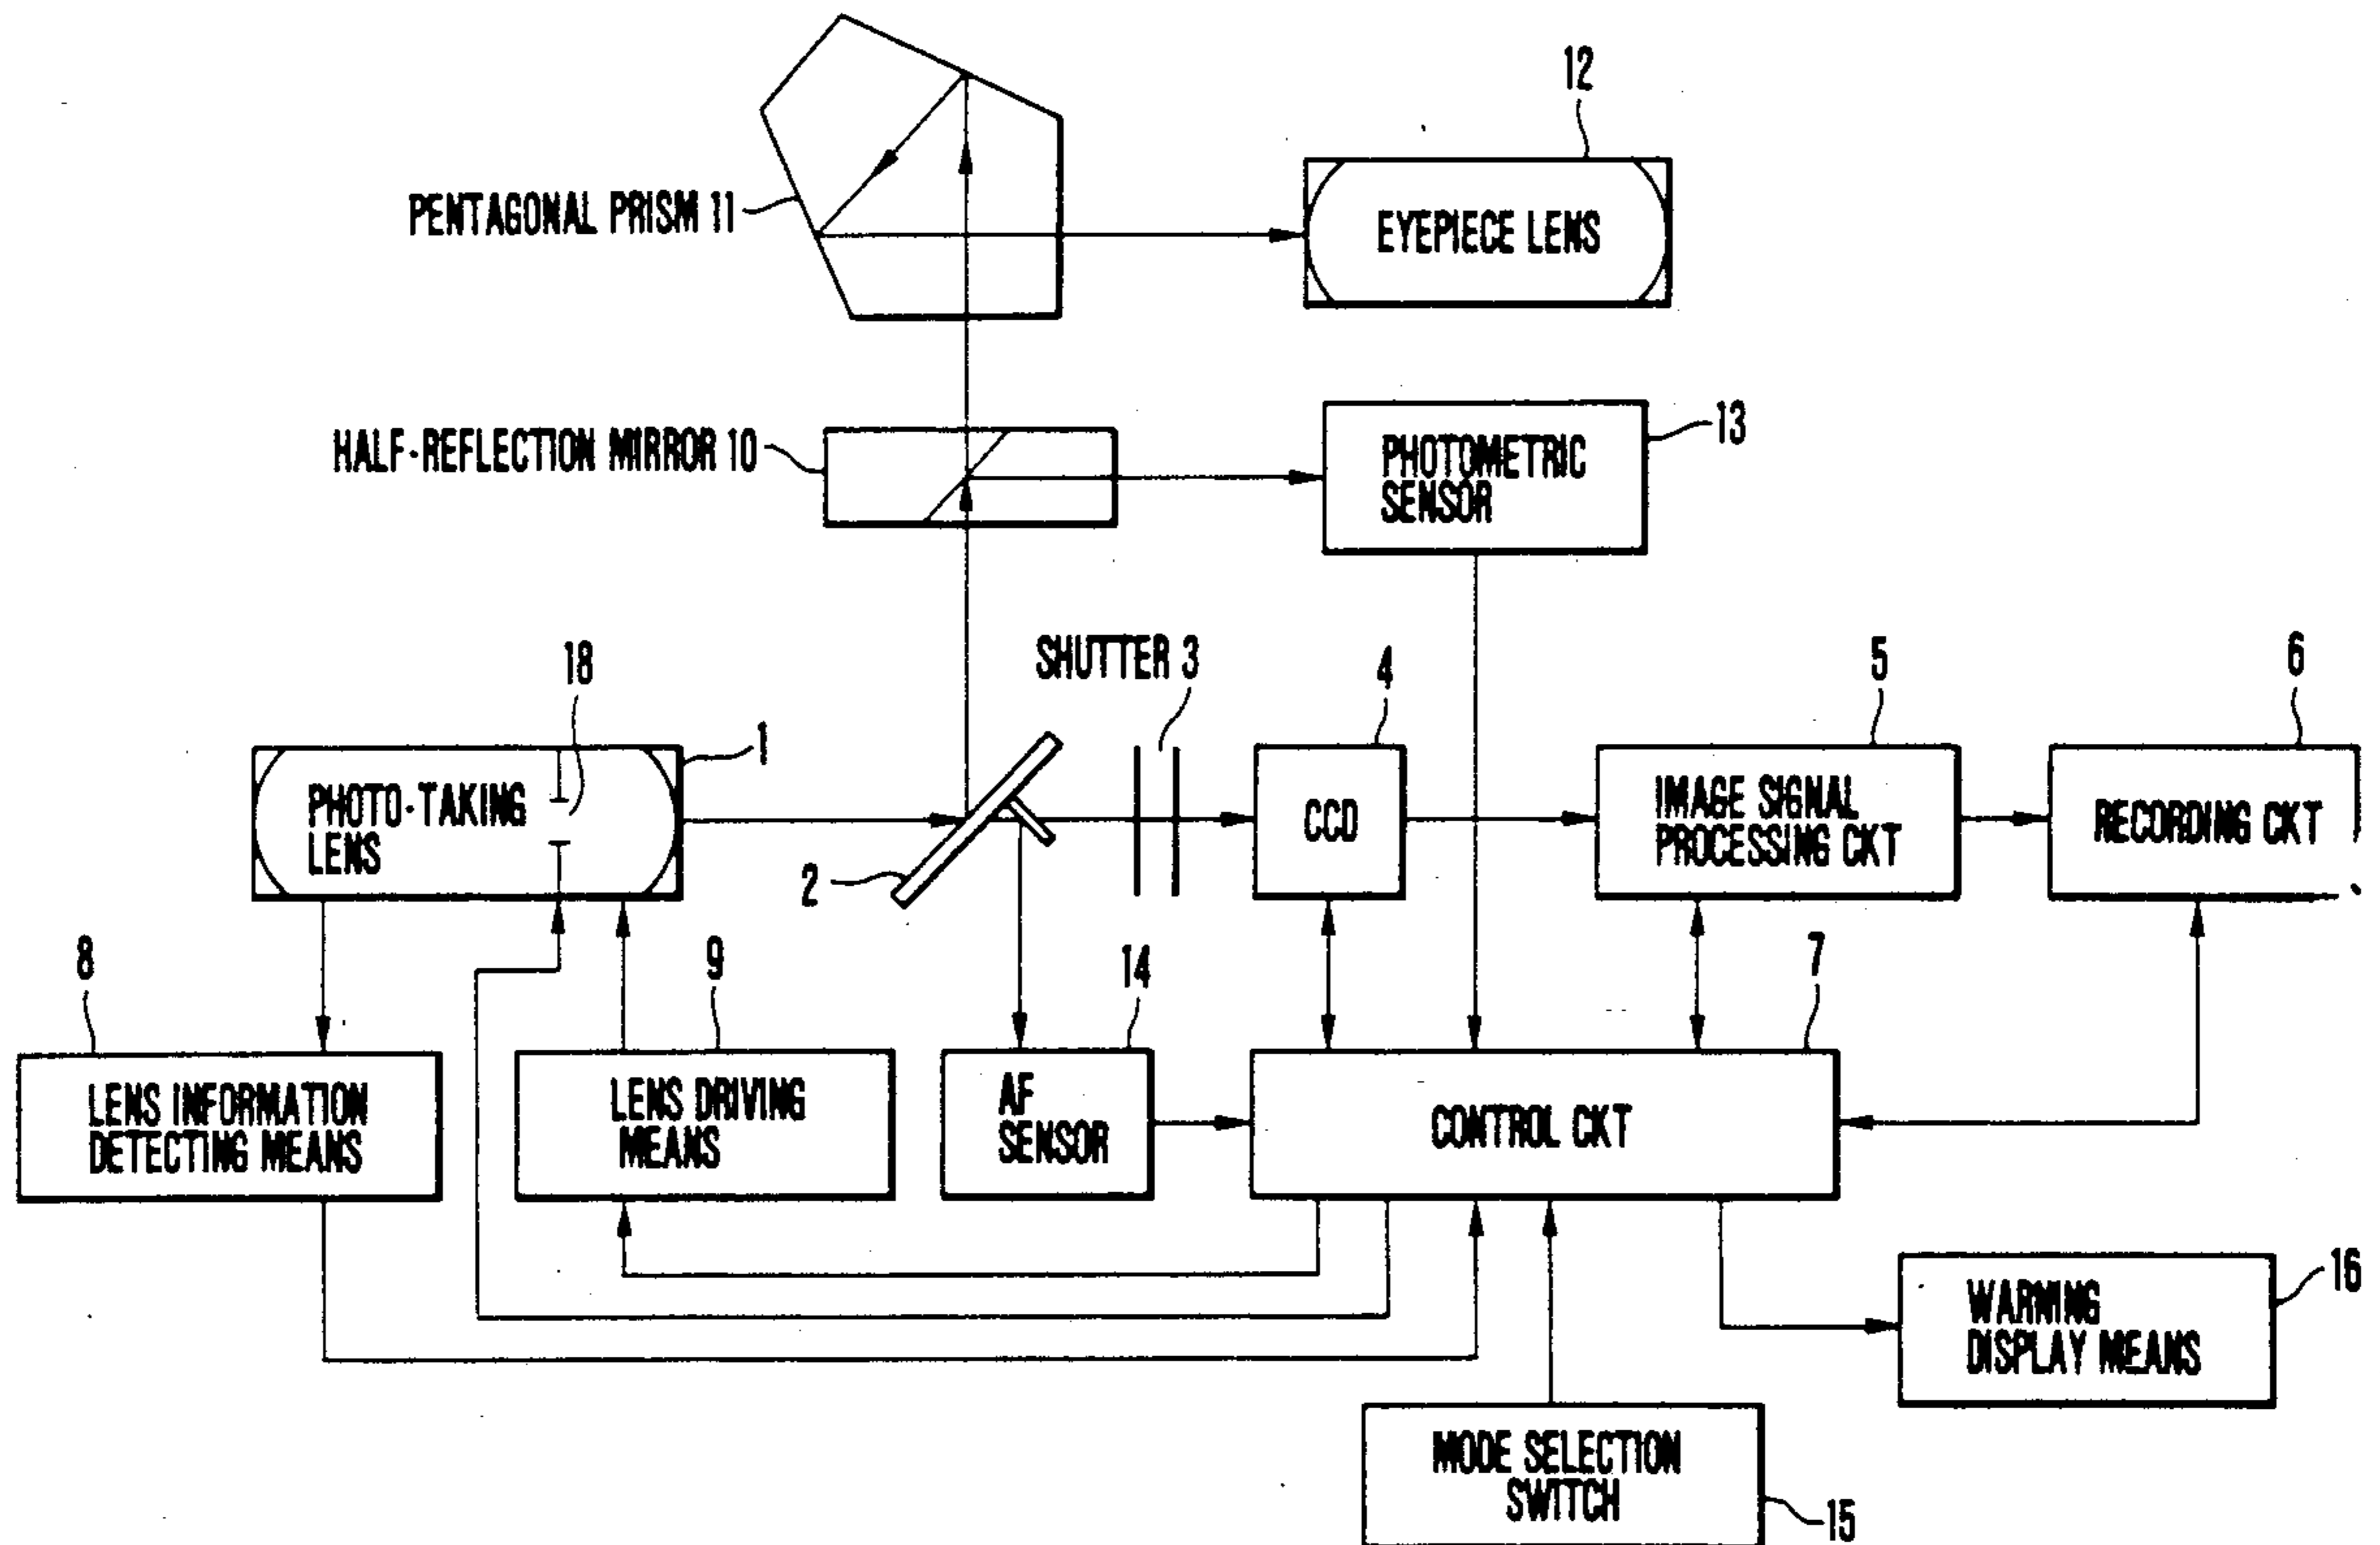 12
PENTAGONAL PRISM 11
EYEPIECE LENS
13
HALF-REFLECTION MIRROR 10
PHOTOMETRIC
SENSOR
18
SHUTTER 3
4
5
6
1
PHOTO-TAKING
LENS
CCD
IMAGE SIGNAL
PROCESSING CKT
RECORDING CKT
2
8
9
14
7
LENS INFORMATION
DETECTING MEANS
LENS DRIVING
MEANS
AF
SENSOR
CONTROL CKT
16
WARNING
DISPLAY MEANS
MODE SELECTION
SWITCH
15